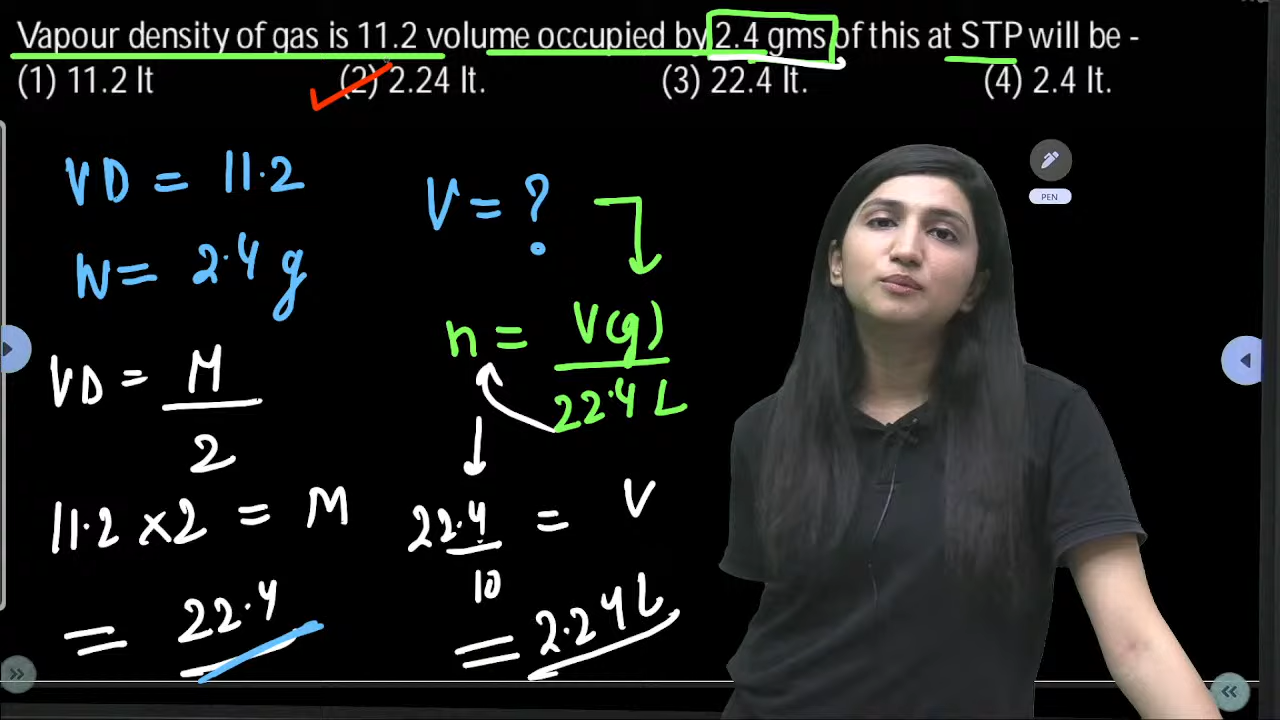 Vapour density of gas is 11.2 volume occupied by 2.4 gms of this at STP will be -
(1) 11.2 lt (2) 2.24 lt. (3) 22.4 lt. (4) 2.4 lt.
VD = 11.2
W = 2.4 g
VD = M
2
11.2 × 2 = M
= 22.4
V = ?
n = V(g)
22.4 L
22.4 = V
10
= 2.24 L
PEN